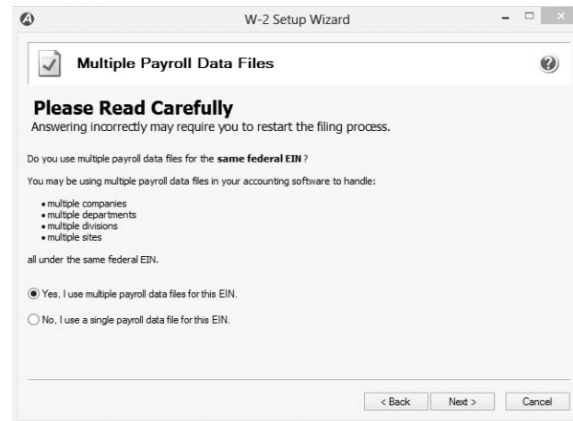 W-2 Setup Wizard
Multiple Payroll Data Files
Please Read Carefully
Answering incorrectly may require you to restart the filing process.
Do you use multiple payroll data files for the same federal EIN?
You may be using multiple payroll data files in your accounting software to handle:
• multiple companies
• multiple departments
• multiple divisions
• multiple sites
all under the same federal EIN.
Yes, I use multiple payroll data files for this EIN.
No, I use a single payroll data file for this EIN.
< Back Next > Cancel